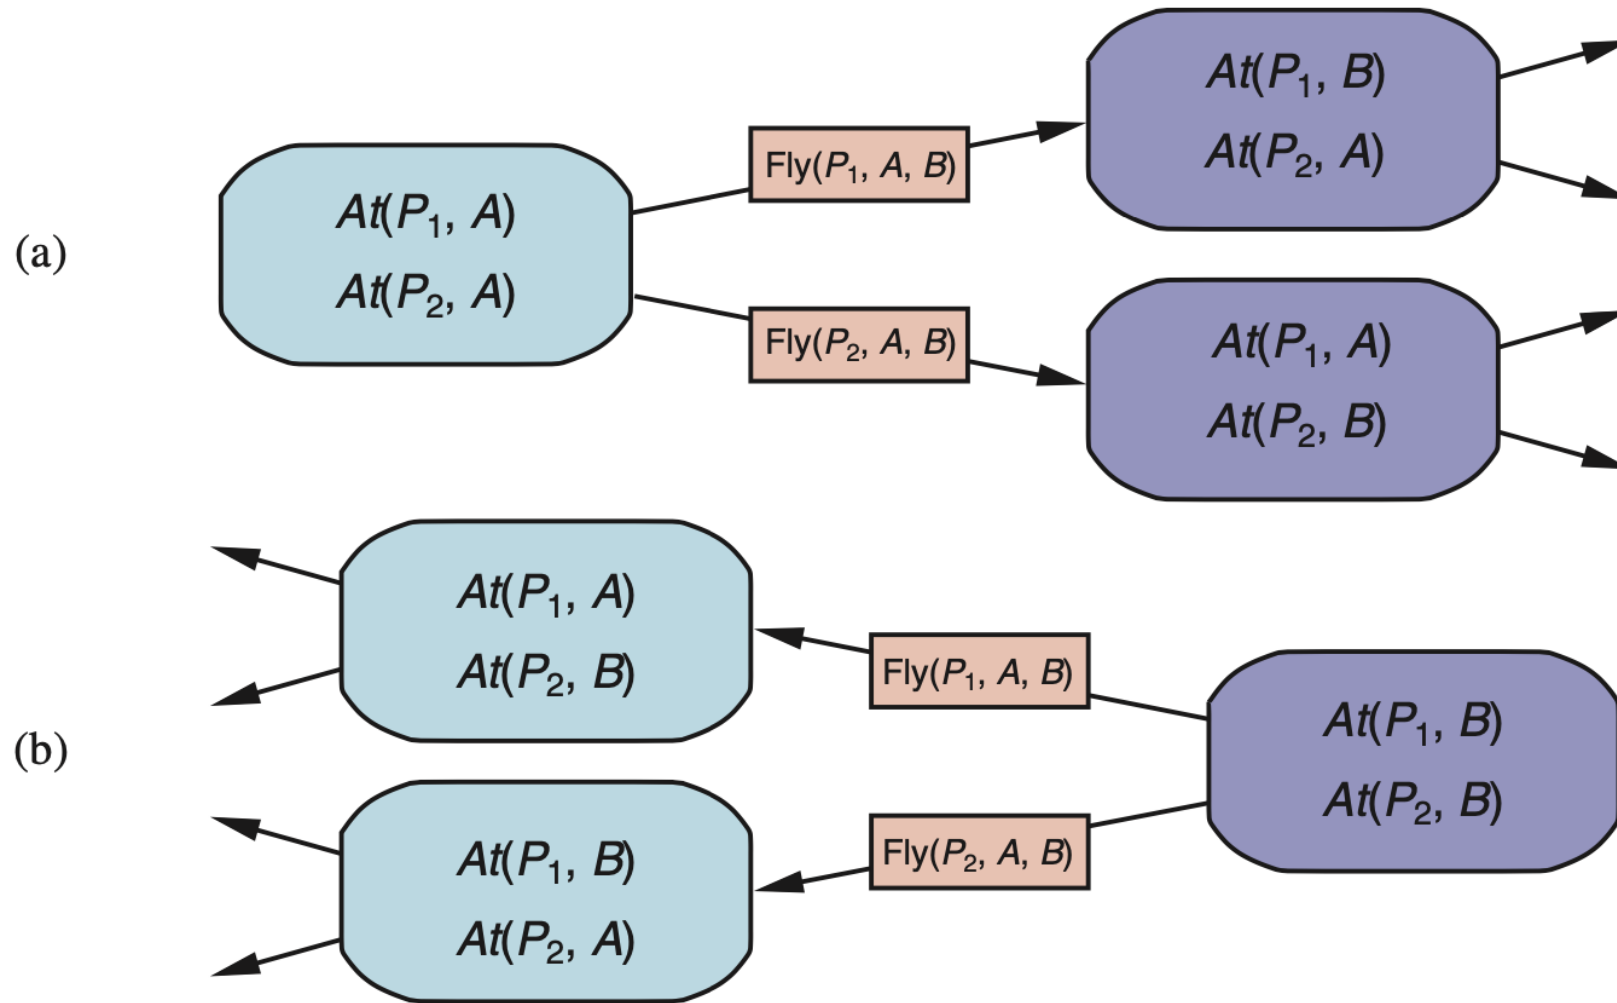 (a)
At(P₁, A)
At(P₂, A)
Fly(P₁, A, B)
Fly(P₂, A, B)
At(P₁, B)
At(P₂, A)
At(P₁, A)
At(P₂, B)
(b)
At(P₁, A)
At(P₂, B)
At(P₁, B)
At(P₂, A)
Fly(P₁, A, B)
Fly(P₂, A, B)
At(P₁, B)
At(P₂, B)